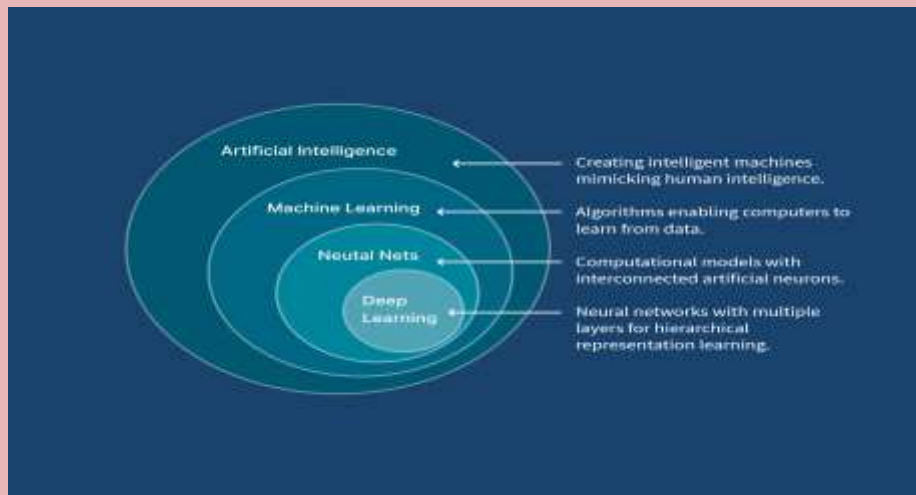 Artificial Intelligence
Creating intelligent machines
mimicking human intelligence.
Machine Learning
Algorithms enabling computers to
learn from data.
Neutal Nets
Computational models with
interconnected artificial neurons.
Deep
Learning
Neural networks with multiple
layers for hierarchical
representation learning.